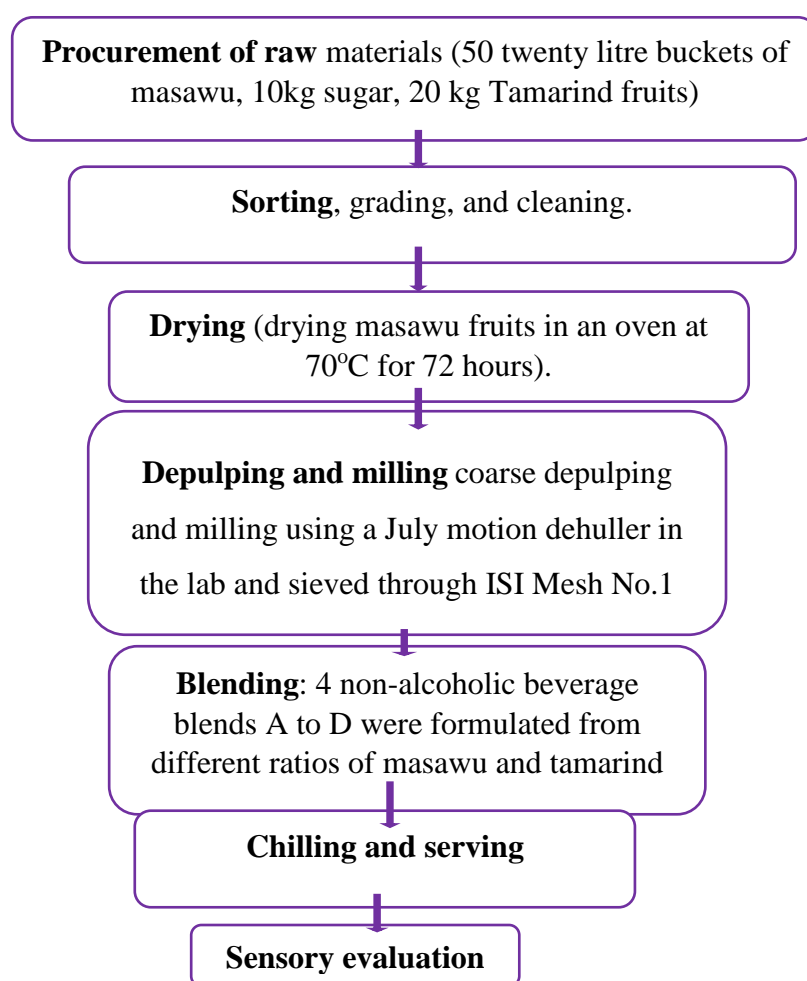 Procurement of raw materials (50 twenty litre buckets of
masawu, 10kg sugar, 20 kg Tamarind fruits)
Sorting, grading, and cleaning.
Drying (drying masawu fruits in an oven at
70oC for 72 hours).
Depulping and milling coarse depulping
and milling using a July motion dehuller in
the lab and sieved through ISI Mesh No.1
Blending: 4 non-alcoholic beverage
blends A to D were formulated from
different ratios of masawu and tamarind
Chilling and serving
Sensory evaluation